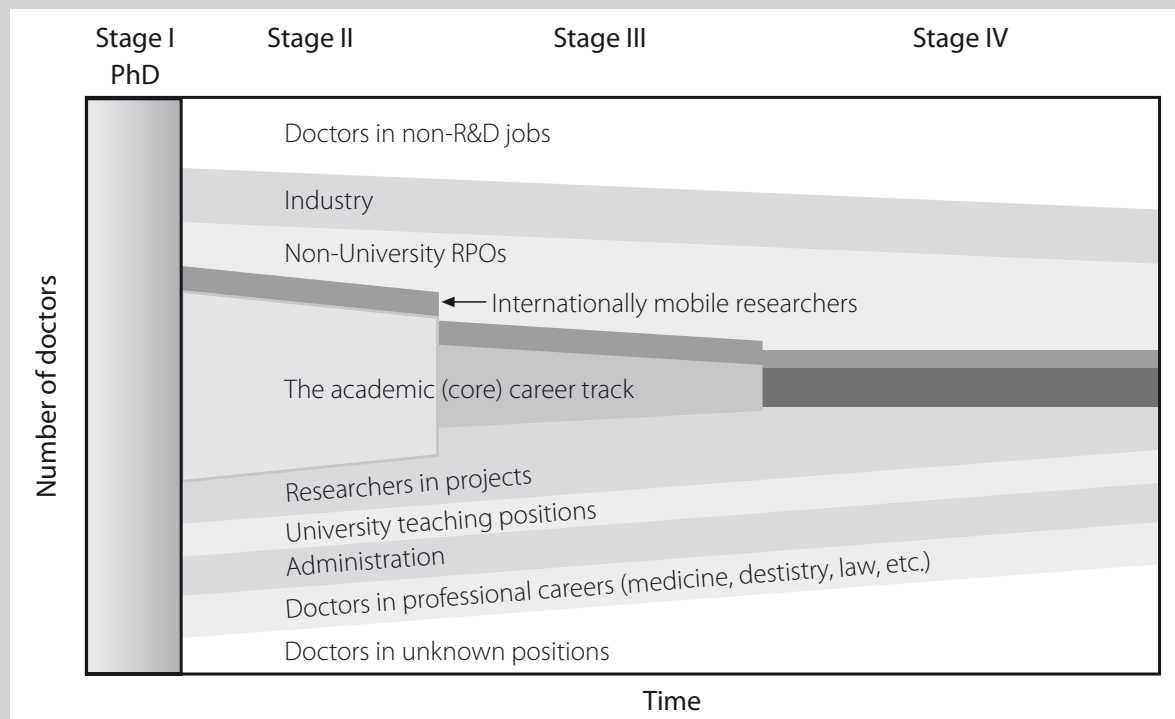 Stage I
PhD
Stage II
Stage III
Stage IV
Number of doctors
Doctors in non-R&D jobs
Industry
Non-University RPOs
Internationally mobile researchers
The academic (core) career track
Researchers in projects
University teaching positions
Administration
Doctors in professional careers (medicine, destistry, law, etc.)
Doctors in unknown positions
Time